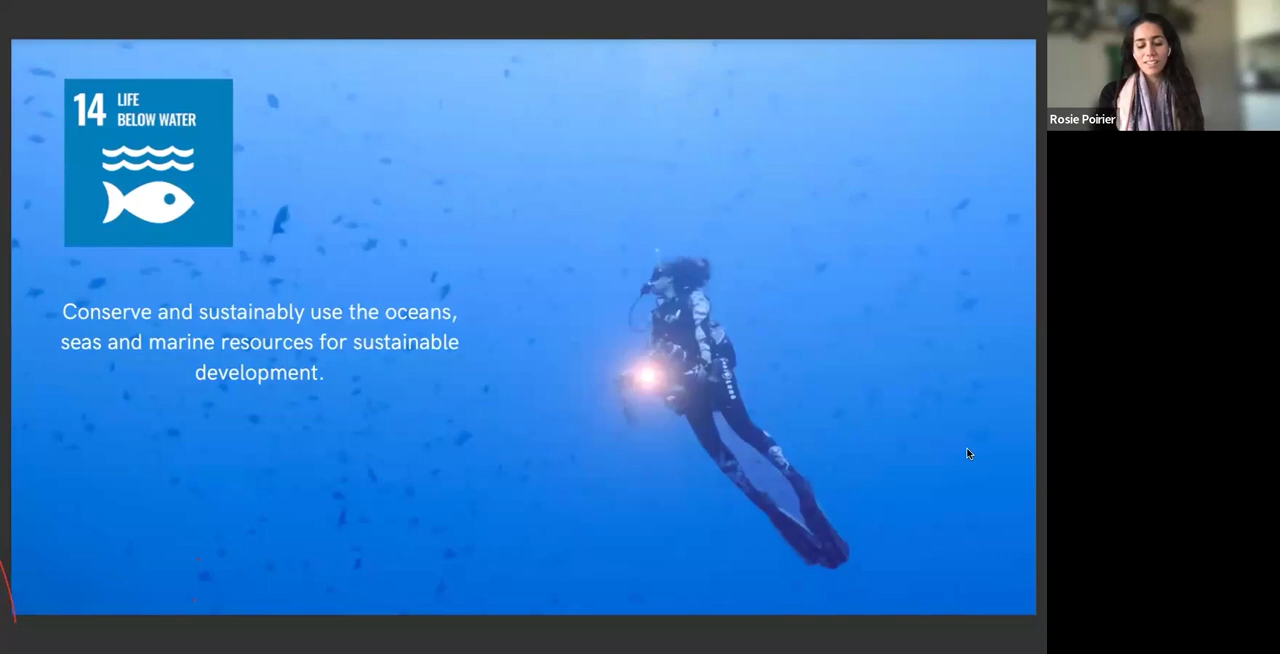 14 LIFE
BELOW WATER
Conserve and sustainably use the oceans,
seas and marine resources for sustainable
development.
Rosie Poirier